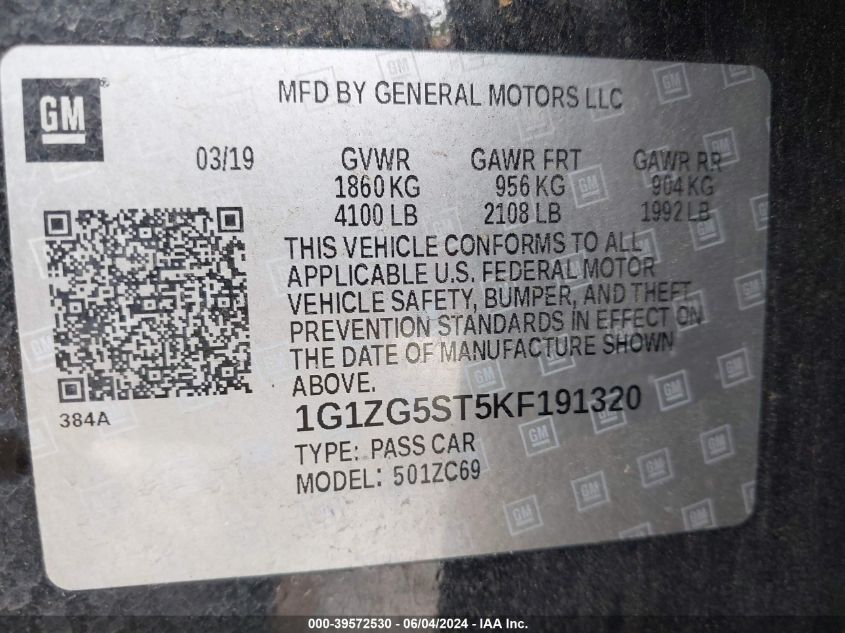 GM
MFD BY GENERAL MOTORS LLC
03/19 GVWR GAWR FRT GAWR RR
1860 KG 956 KG 904 KG
4100 LB 2108 LB 1992 LB
THIS VEHICLE CONFORMS TO ALL
APPLICABLE U.S. FEDERAL MOTOR
VEHICLE SAFETY, BUMPER, AND THEFT
PREVENTION STANDARDS IN EFFECT ON
THE DATE OF MANUFACTURE SHOWN
ABOVE.
384A
1G1ZG5ST5KF191320
TYPE: PASS CAR
MODEL: 501ZC69
000-39572530 - 06/04/2024 - IAA Inc.